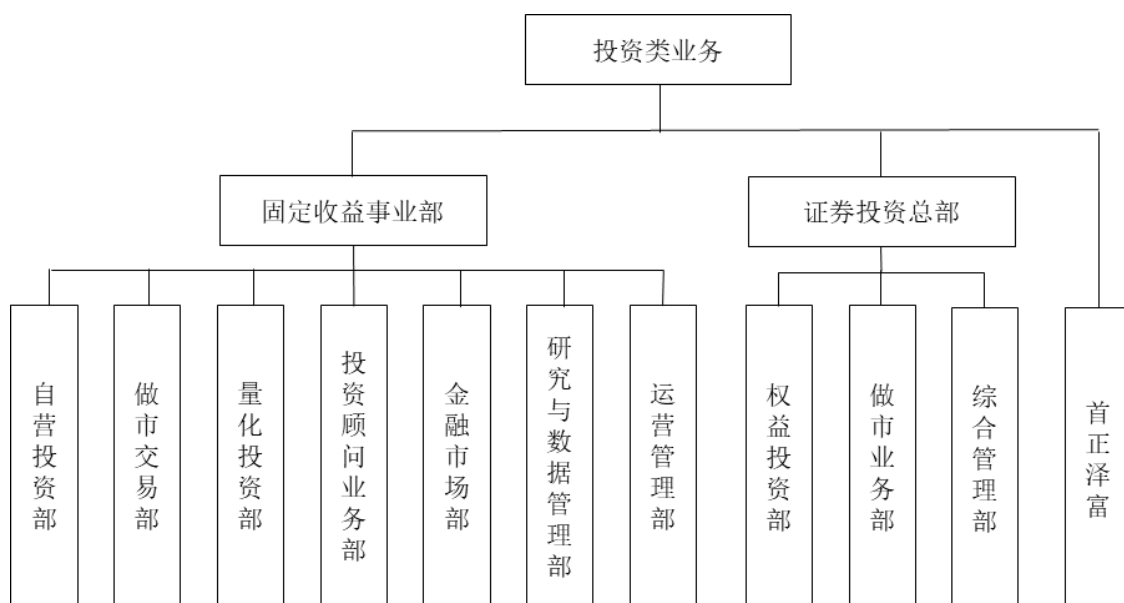 投资类业务
固定收益事业部
证券投资总部
自营投资部
做市交易部
量化投资部
投资顾问业务部
金融市场部
研究与数据管理部
运营管理部
权益投资部
做市业务部
综合管理部
首正泽富